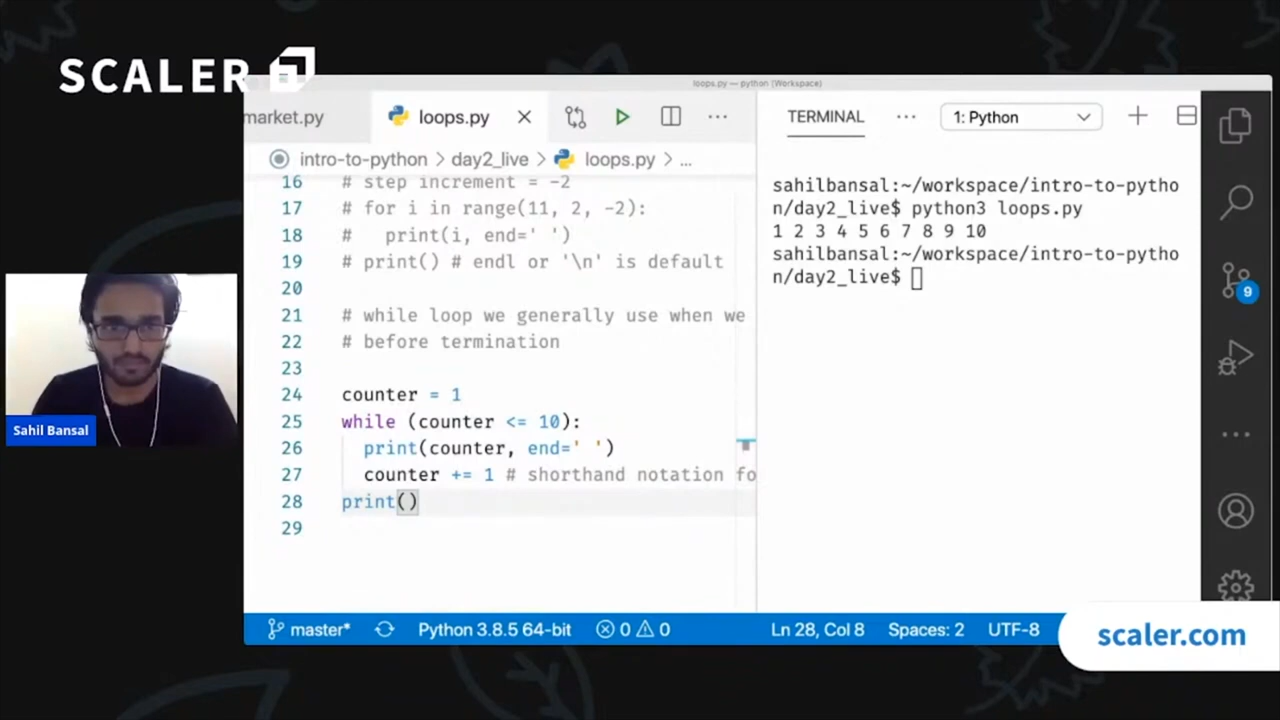 SCALER
loops.py — python (Workspace)
market.py
loops.py
TERMINAL
1: Python
intro-to-python > day2_live > loops.py > ...
16 # step increment = -2
17 # for i in range(11, 2, -2):
18 #   print(i, end=' ')
19 # print() # endl or '\n' is default
20
21 # while loop we generally use when we
22 # before termination
23
24 counter = 1
25 while (counter <= 10):
26   print(counter, end=' ')
27   counter += 1 # shorthand notation fo
28 print()
29
sahilbansal:~/workspace/intro-to-pytho
n/day2_live$ python3 loops.py
1 2 3 4 5 6 7 8 9 10
sahilbansal:~/workspace/intro-to-pytho
n/day2_live$
9
Sahil Bansal
master* Python 3.8.5 64-bit 0 0 Ln 28, Col 8 Spaces: 2 UTF-8
scaler.com